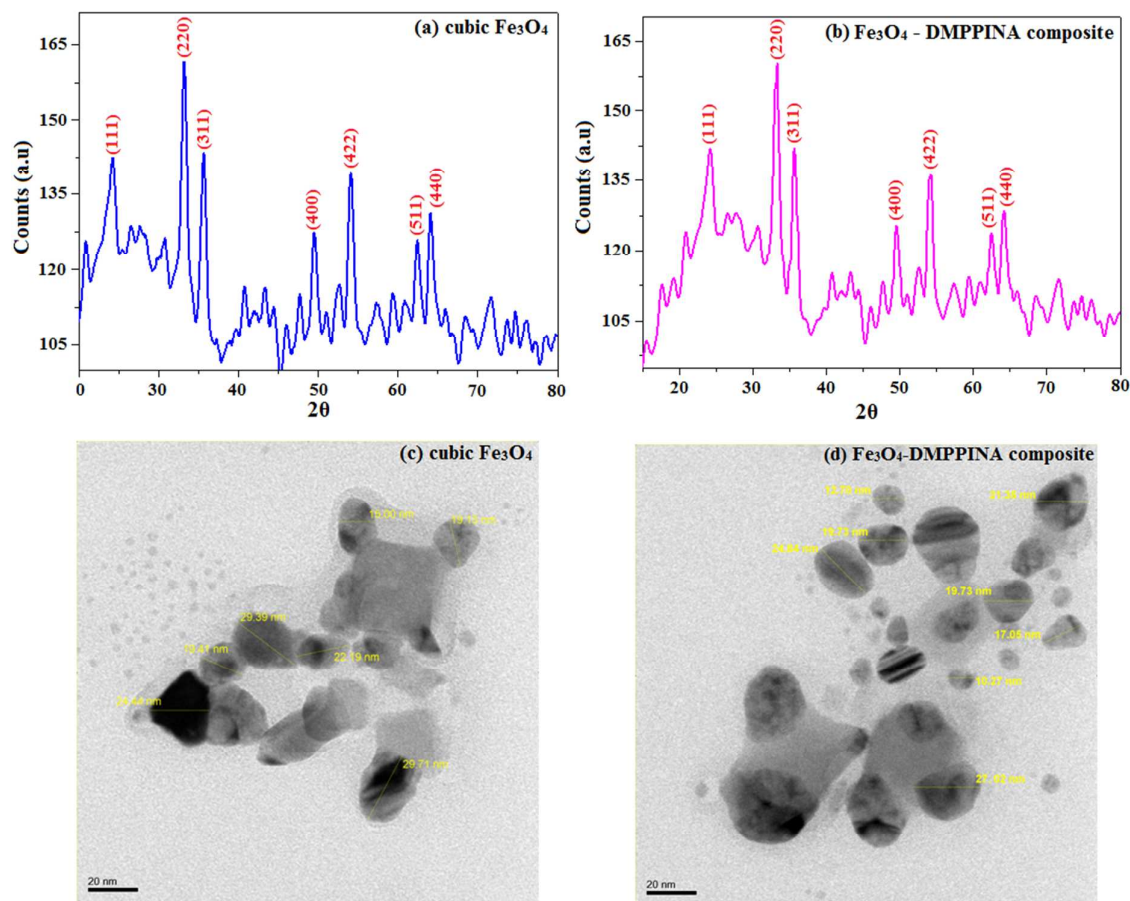 (a) cubic Fe₃O₄
165
150
135
120
105
Counts (a.u)
(111)
(220)
(311)
(400)
(422)
(511)
(440)
0
10
20
30
40
50
60
70
80
2θ
(b) Fe₃O₄ - DMPPINA composite
165
150
135
120
105
Counts (a.u)
(111)
(220)
(311)
(400)
(422)
(511)
(440)
20
30
40
50
60
70
80
2θ
(c) cubic Fe₃O₄
29.39 nm
22.19 nm
29.71 nm
20 nm
(d) Fe₃O₄-DMPPINA composite
19.73 nm
19.73 nm
17.05 nm
20 nm